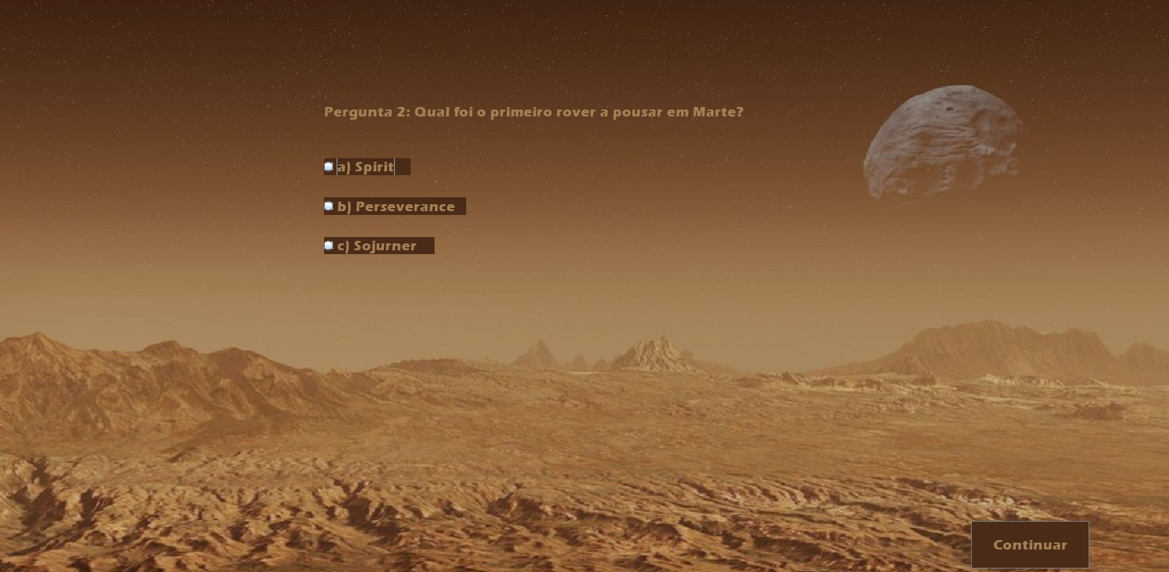 Pergunta 2: Qual foi o primeiro rover a pousar em Marte?
a) Spirit
b) Perseverance
c) Sojurner
Continuar